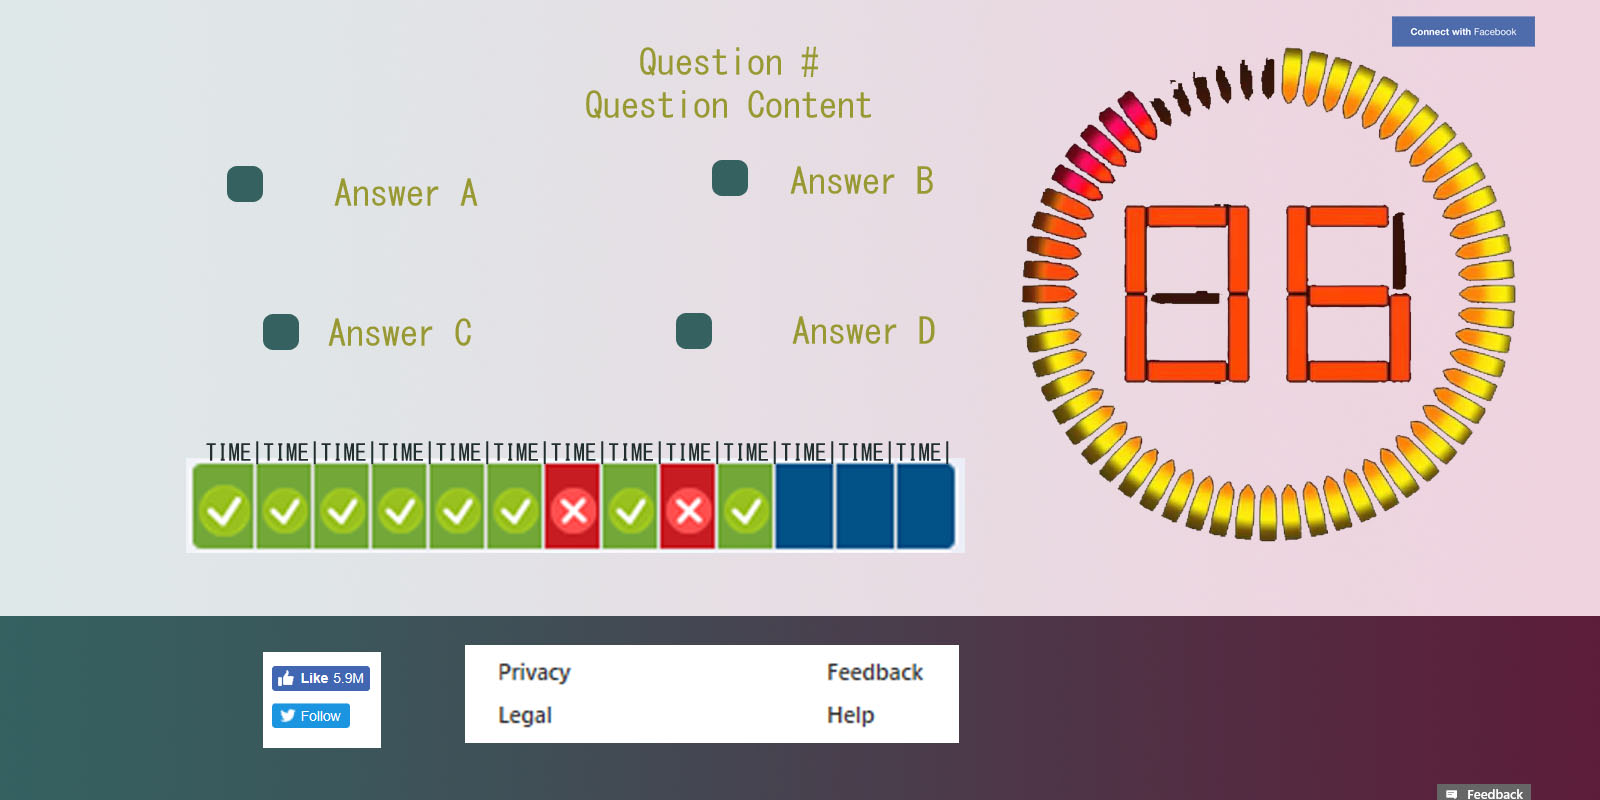 Connect with Facebook
Question #
Question Content
Answer A
Answer B
Answer C
Answer D
06
TIME|TIME|TIME|TIME|TIME|TIME|TIME|TIME|TIME|TIME|TIME|TIME|TIME|
Like 5.9M
Follow
Privacy
Feedback
Legal
Help
Feedback